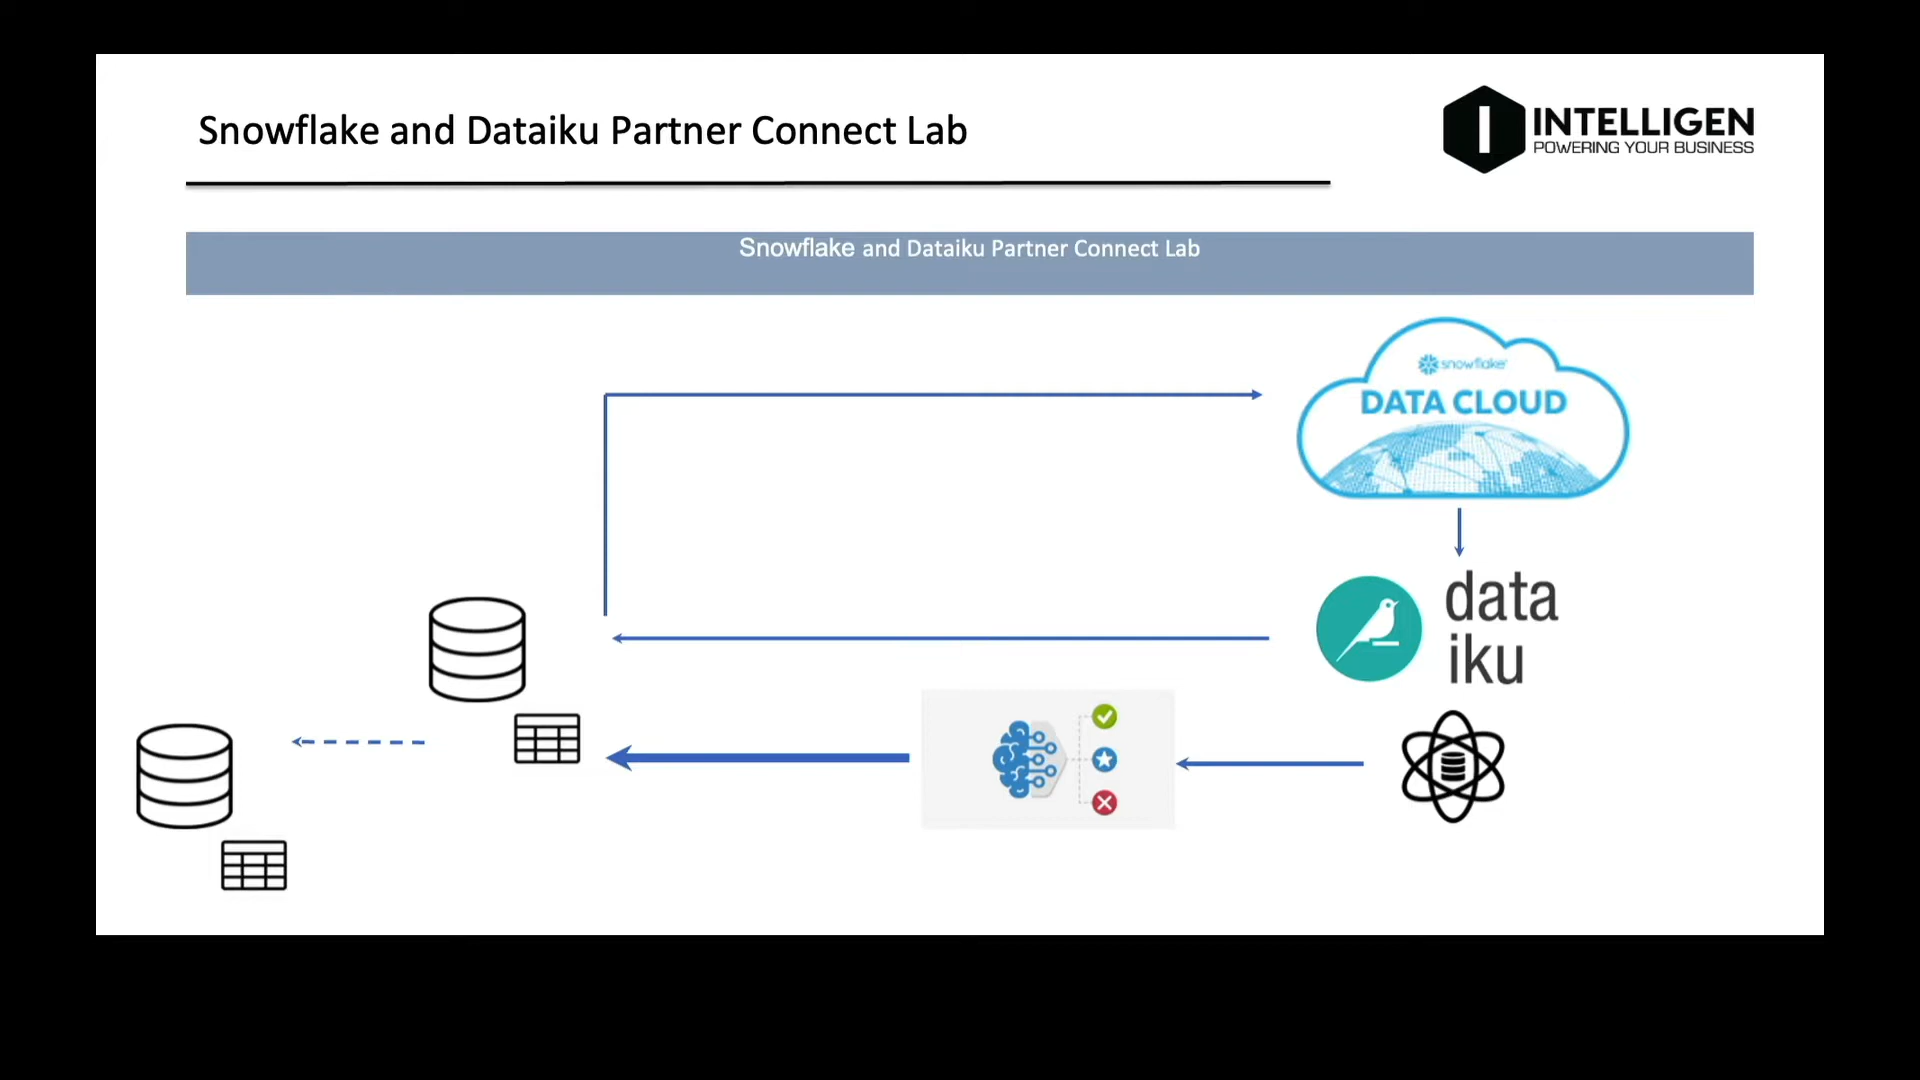 Snowflake and Dataiku Partner Connect Lab
INTELLIGEN
POWERING YOUR BUSINESS
Snowflake and Dataiku Partner Connect Lab
snowflake
DATA CLOUD
data
iku